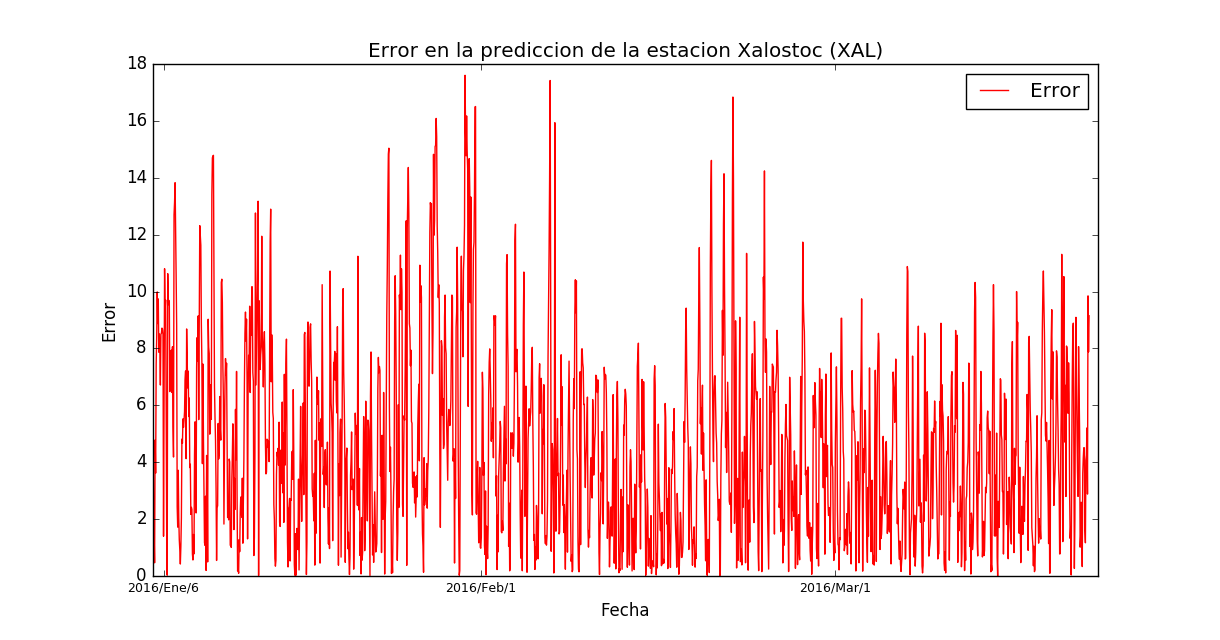 Error en la prediccion de la estacion Xalostoc (XAL)
18
16
14
12
10
8
6
4
2
0
Error
Error
2016/Ene/6
2016/Feb/1
2016/Mar/1
Fecha